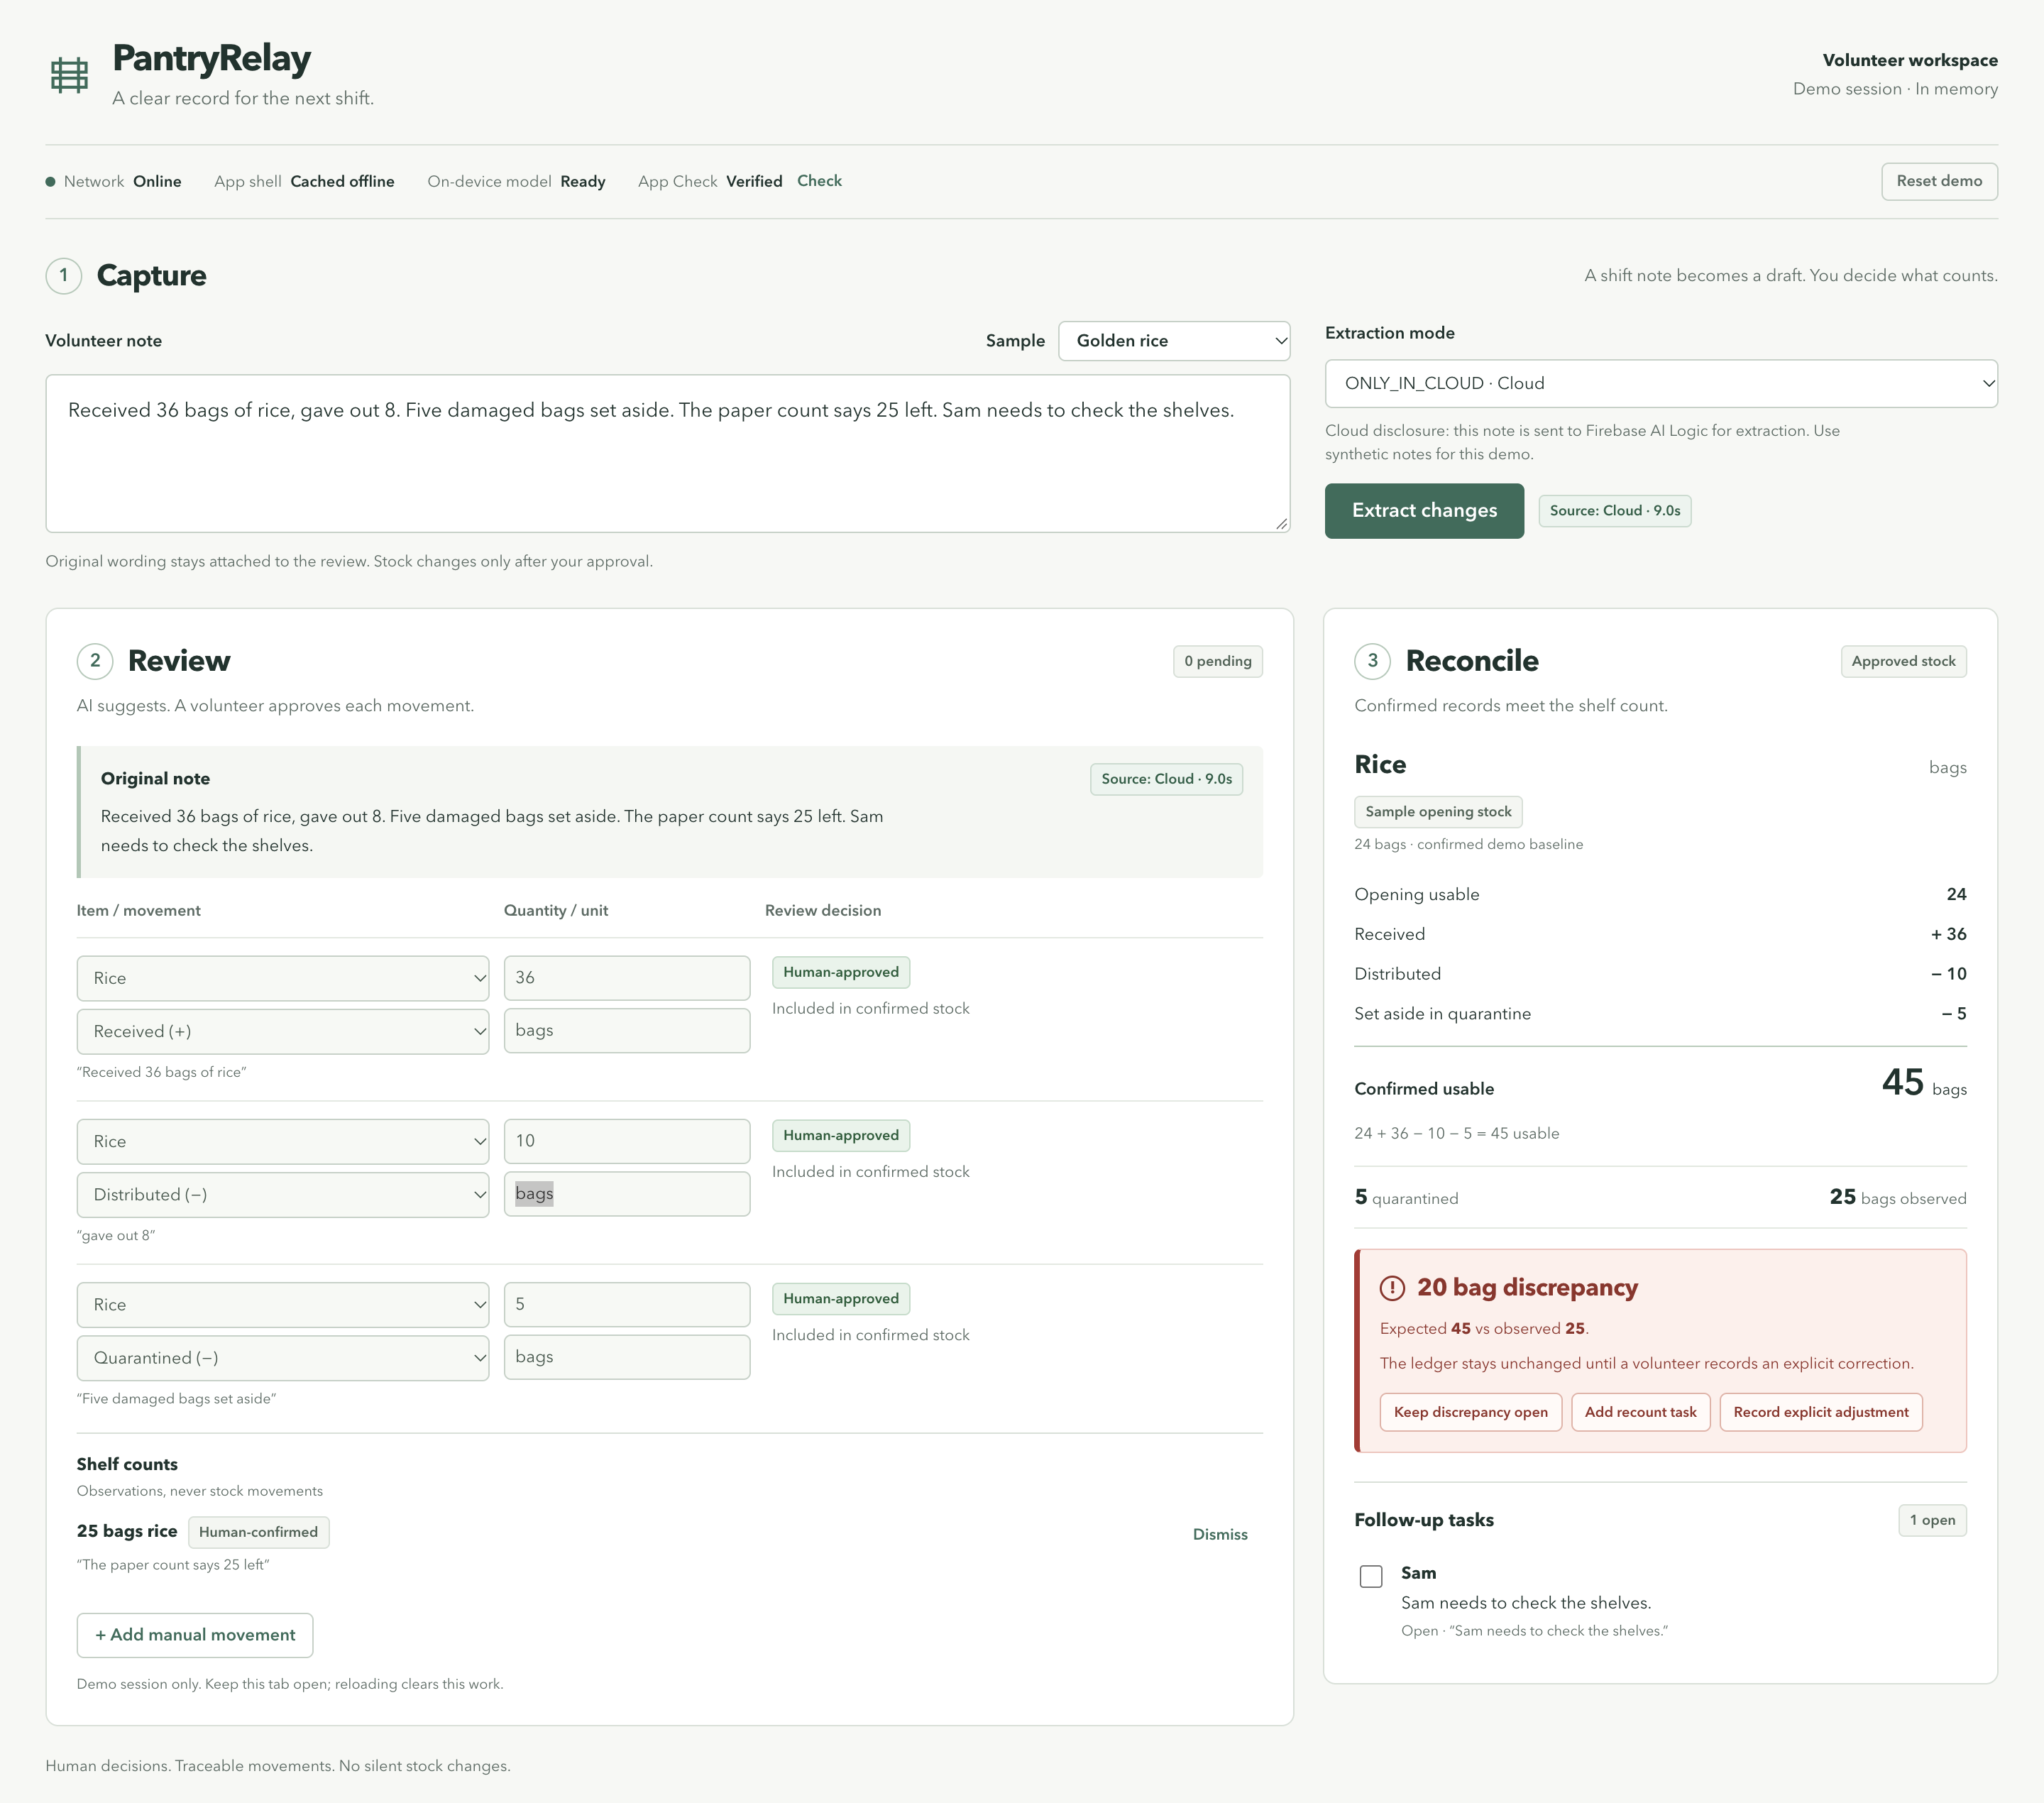 PantryRelay
A clear record for the next shift.
Volunteer workspace
Demo session · In memory
Network Online App shell Cached offline On-device model Ready App Check Verified Check
Reset demo
1 Capture
A shift note becomes a draft. You decide what counts.
Volunteer note
Sample Golden rice
Received 36 bags of rice, gave out 8. Five damaged bags set aside. The paper count says 25 left. Sam needs to check the shelves.
Original wording stays attached to the review. Stock changes only after your approval.
Extraction mode
ONLY_IN_CLOUD · Cloud
Cloud disclosure: this note is sent to Firebase AI Logic for extraction. Use
synthetic notes for this demo.
Extract changes
Source: Cloud · 9.0s
2 Review
0 pending
AI suggests. A volunteer approves each movement.
Original note
Source: Cloud · 9.0s
Received 36 bags of rice, gave out 8. Five damaged bags set aside. The paper count says 25 left. Sam
needs to check the shelves.
Item / movement Quantity / unit Review decision
Rice 36 Human-approved
Included in confirmed stock
Received (+) bags
“Received 36 bags of rice”
Rice 10 Human-approved
Included in confirmed stock
Distributed (−) bags
“gave out 8”
Rice 5 Human-approved
Included in confirmed stock
Quarantined (−) bags
“Five damaged bags set aside”
Shelf counts
Observations, never stock movements
25 bags rice Human-confirmed
Dismiss
“The paper count says 25 left”
+ Add manual movement
Demo session only. Keep this tab open; reloading clears this work.
3 Reconcile
Approved stock
Confirmed records meet the shelf count.
Rice bags
Sample opening stock
24 bags · confirmed demo baseline
Opening usable 24
Received + 36
Distributed − 10
Set aside in quarantine − 5
Confirmed usable 45 bags
24 + 36 − 10 − 5 = 45 usable
5 quarantined 25 bags observed
20 bag discrepancy
Expected 45 vs observed 25.
The ledger stays unchanged until a volunteer records an explicit correction.
Keep discrepancy open
Add recount task
Record explicit adjustment
Follow-up tasks 1 open
Sam
Sam needs to check the shelves.
Open · “Sam needs to check the shelves.”
Human decisions. Traceable movements. No silent stock changes.